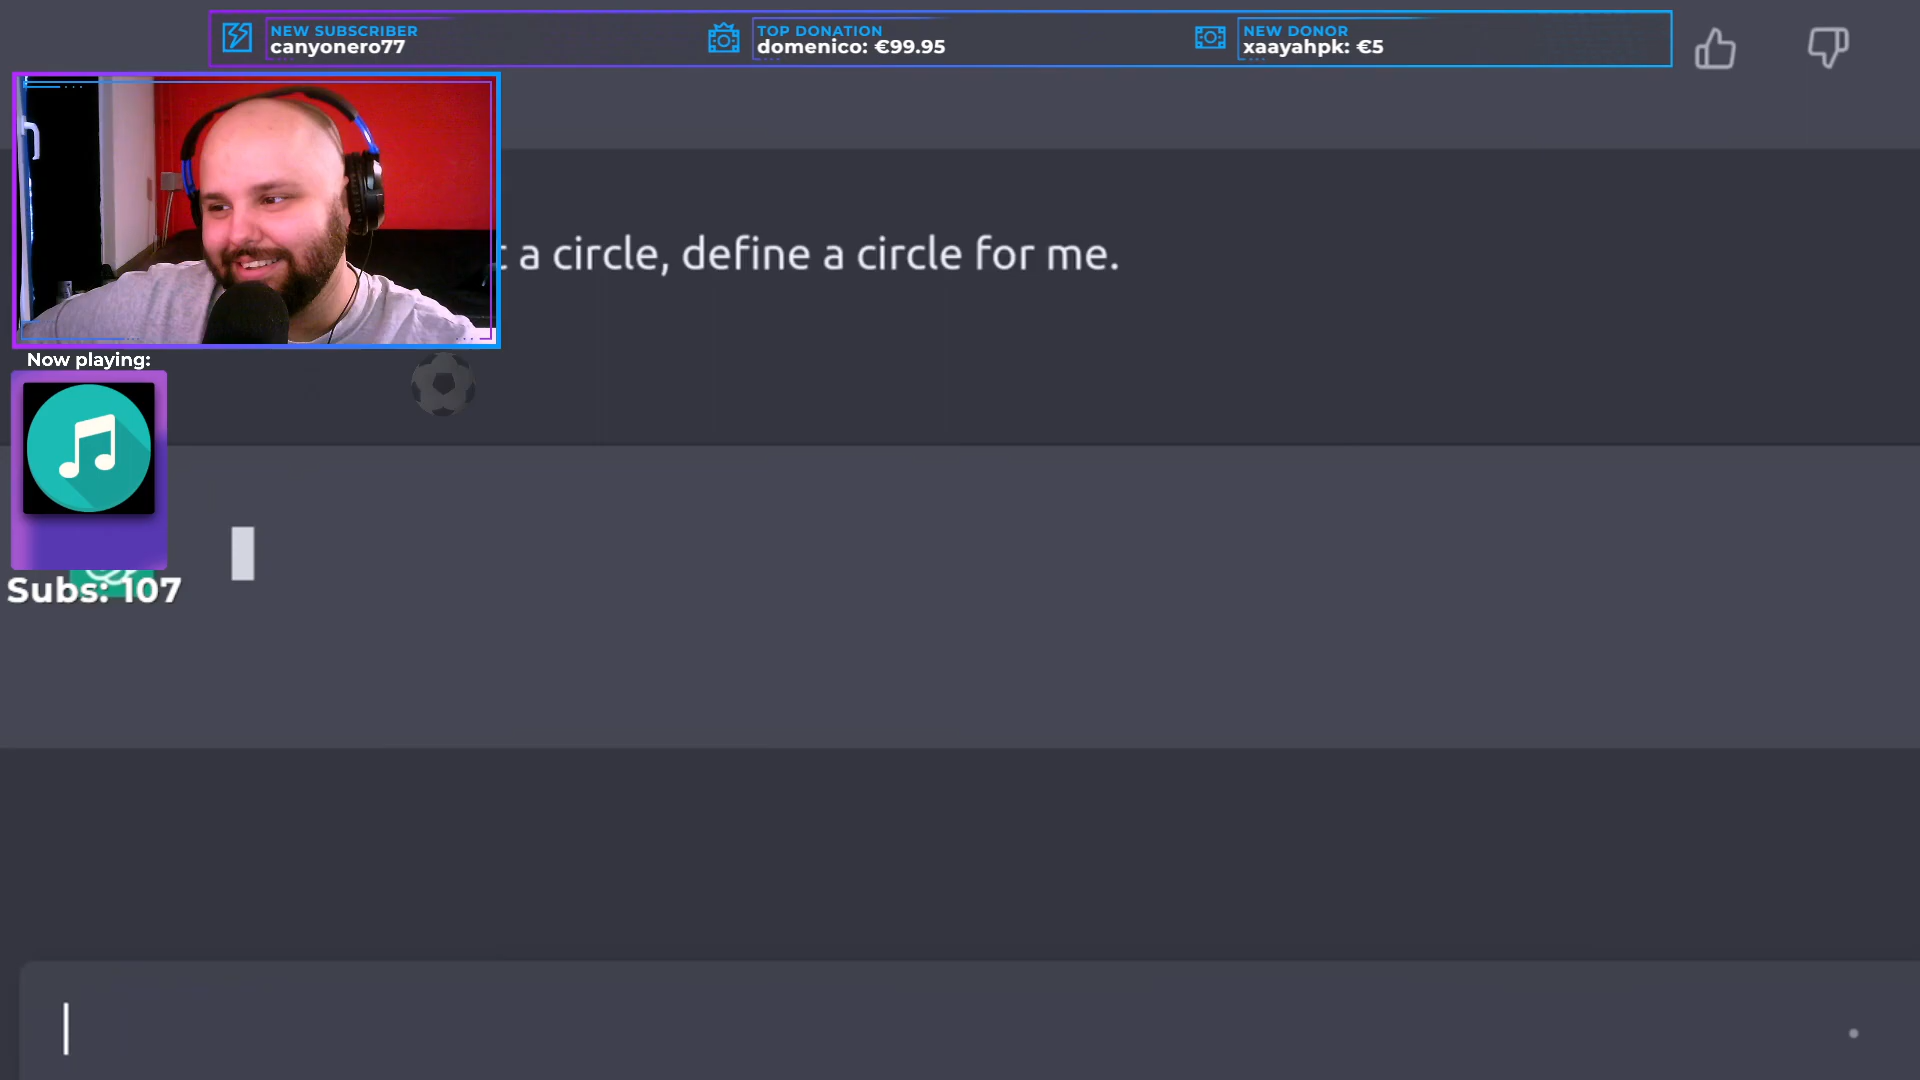 NEW SUBSCRIBER
canyonero77
TOP DONATION
domenico: €99.95
NEW DONOR
xaayahpk: €5
a circle, define a circle for me.
Now playing:
Subs: 107